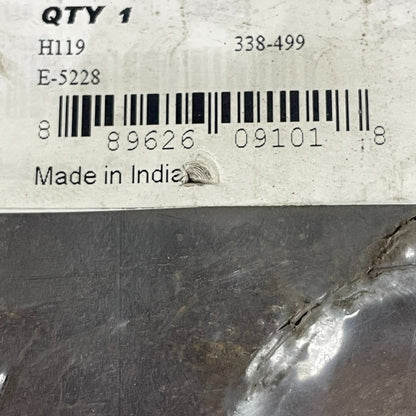 QTY 1
H119 338-499
E-5228
8 89626 09101 8
Made in India